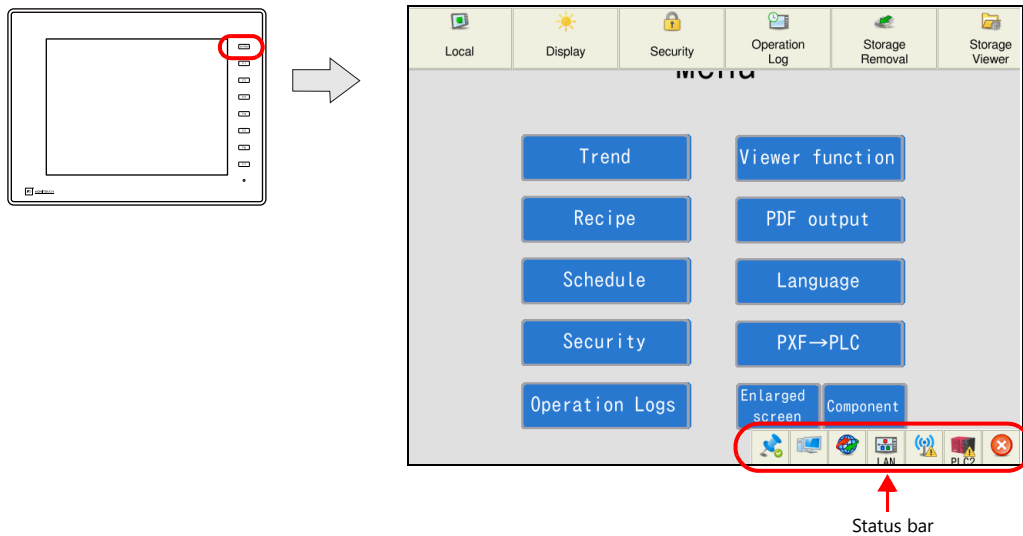 Local
Display
Security
Operation
Log
Storage
Removal
Storage
Viewer
Menu
Trend
Viewer function
Recipe
PDF output
Schedule
Language
Security
PXF→PLC
Operation Logs
Enlarged
screen
Component
LAN
PLC2
Status bar